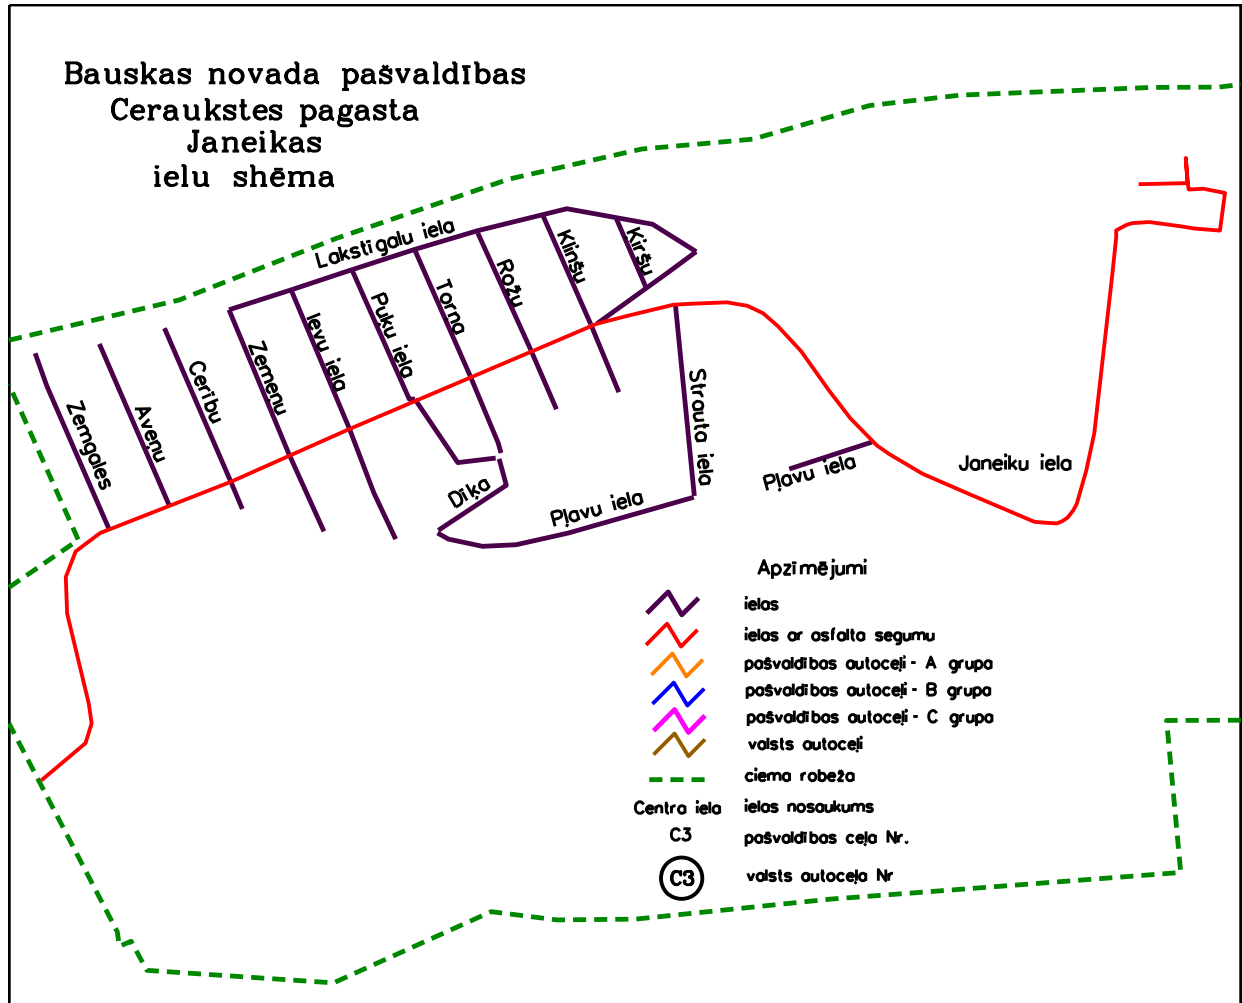 Bauskas novada pašvaldības
Ceraukstes pagasta
Janeikas
ielu shēma
Lakstīgalu iela
Kiršu
Klinšu
Rožu
Torņa
Puķu iela
Ievu iela
Zemeņu
Cerību
Aveņu
Zemgales
Strauta iela
Dīķa
Pļavu iela
Pļavu iela
Janeiku iela
Apzīmējumi
ielas
ielas ar asfalta segumu
pašvaldības autoceļi - A grupa
pašvaldības autoceļi - B grupa
pašvaldības autoceļi - C grupa
valsts autoceļi
ciema robeža
Centra iela ielas nosaukums
C3 pašvaldības ceļa Nr.
C3 valsts autoceļa Nr